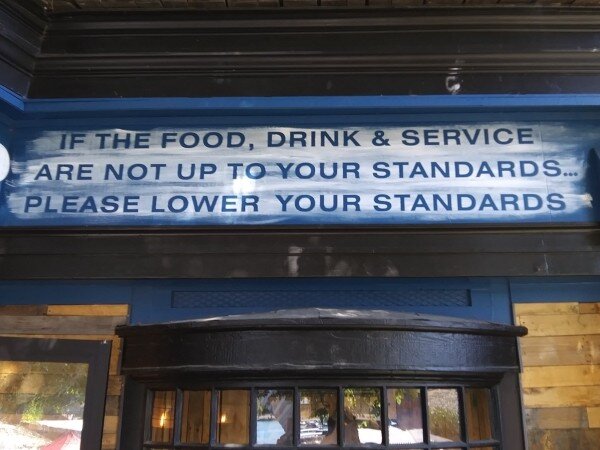 IF THE FOOD, DRINK & SERVICE
ARE NOT UP TO YOUR STANDARDS...
PLEASE LOWER YOUR STANDARDS